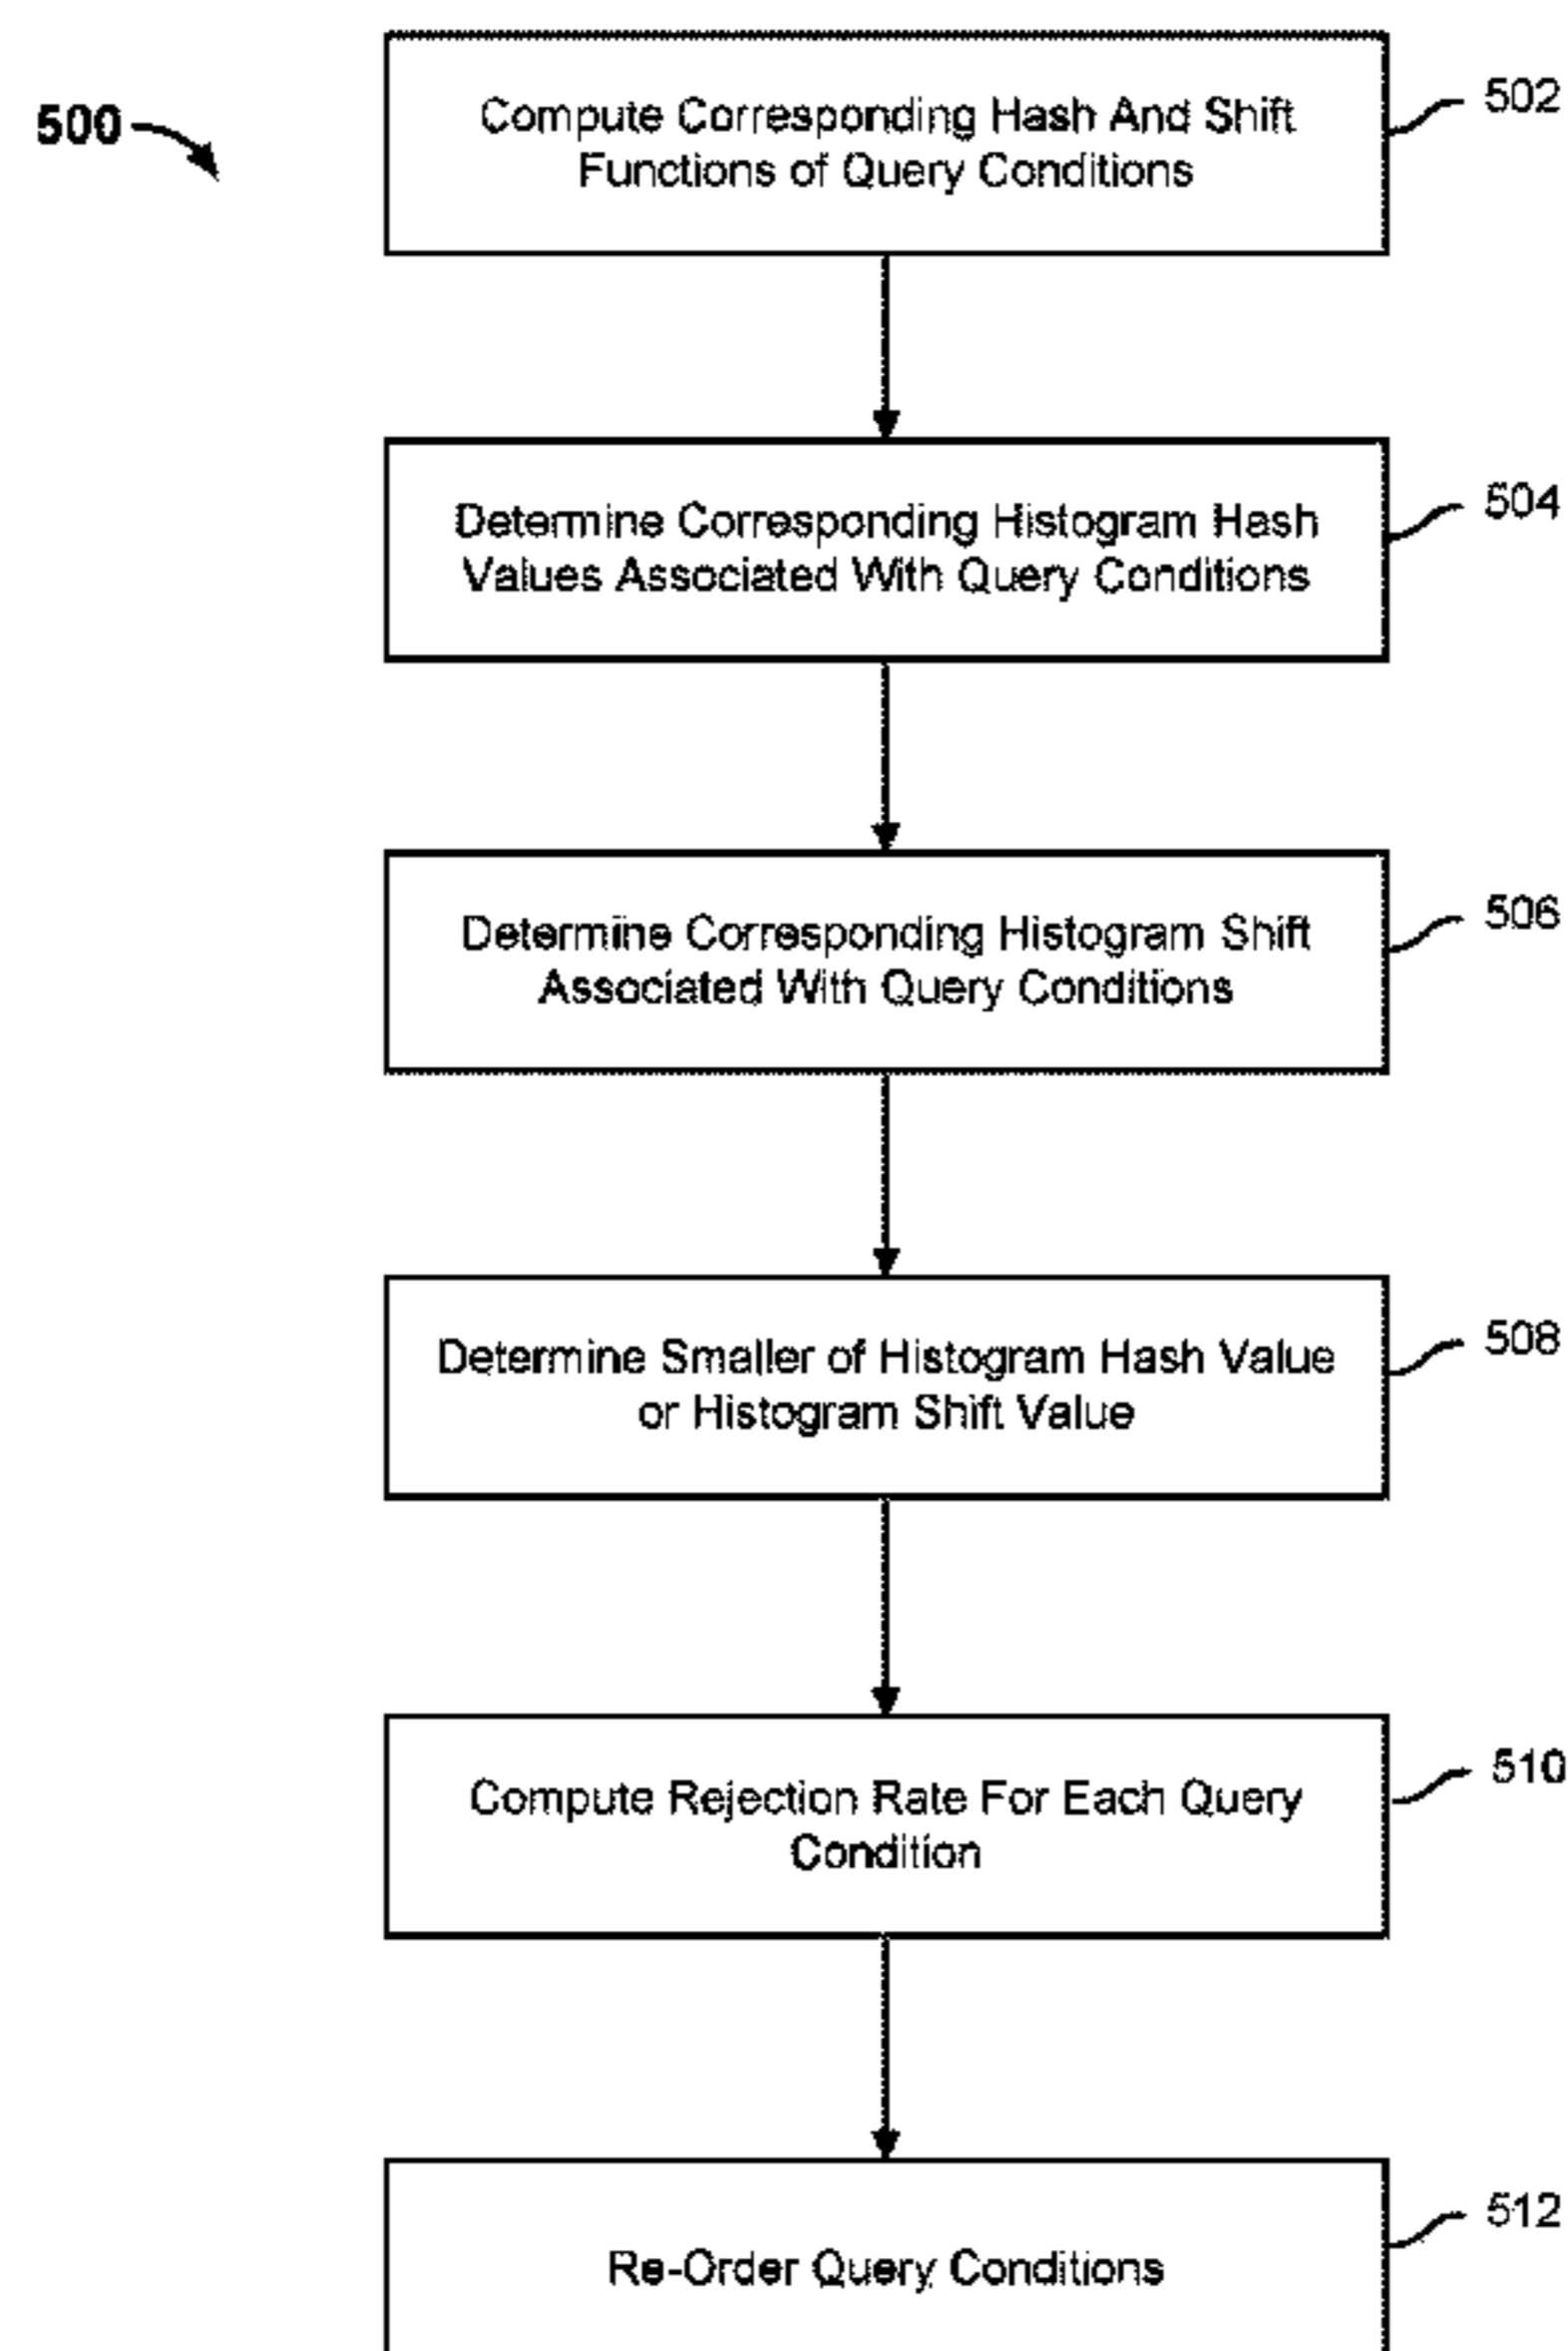 500
Compute Corresponding Hash And Shift
Functions of Query Conditions
502
Determine Corresponding Histogram Hash
Values Associated With Query Conditions
504
Determine Corresponding Histogram Shift
Associated With Query Conditions
506
Determine Smaller of Histogram Hash Value
or Histogram Shift Value
508
Compute Rejection Rate For Each Query
Condition
510
Re-Order Query Conditions
512